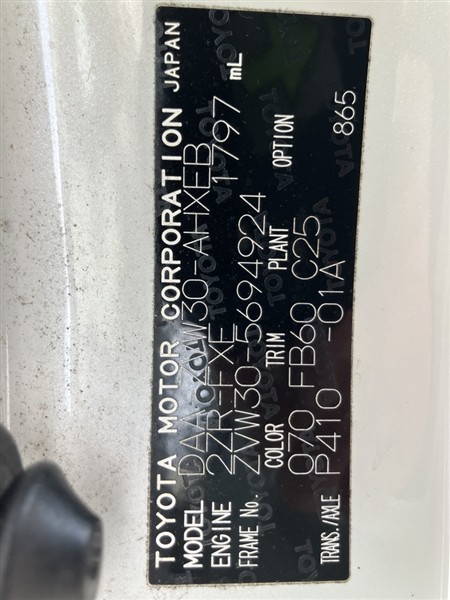 TOYOTA MOTOR CORPORATION JAPAN
MODEL DAA-ZVW30-AHXEB
ENGINE 2ZR-FXE 1797 mL
FRAME No. ZVW30-5694924
COLOR TRIM PLANT OPTION
070 FB60 C25 865
TRANS./AXLE P410 -01A